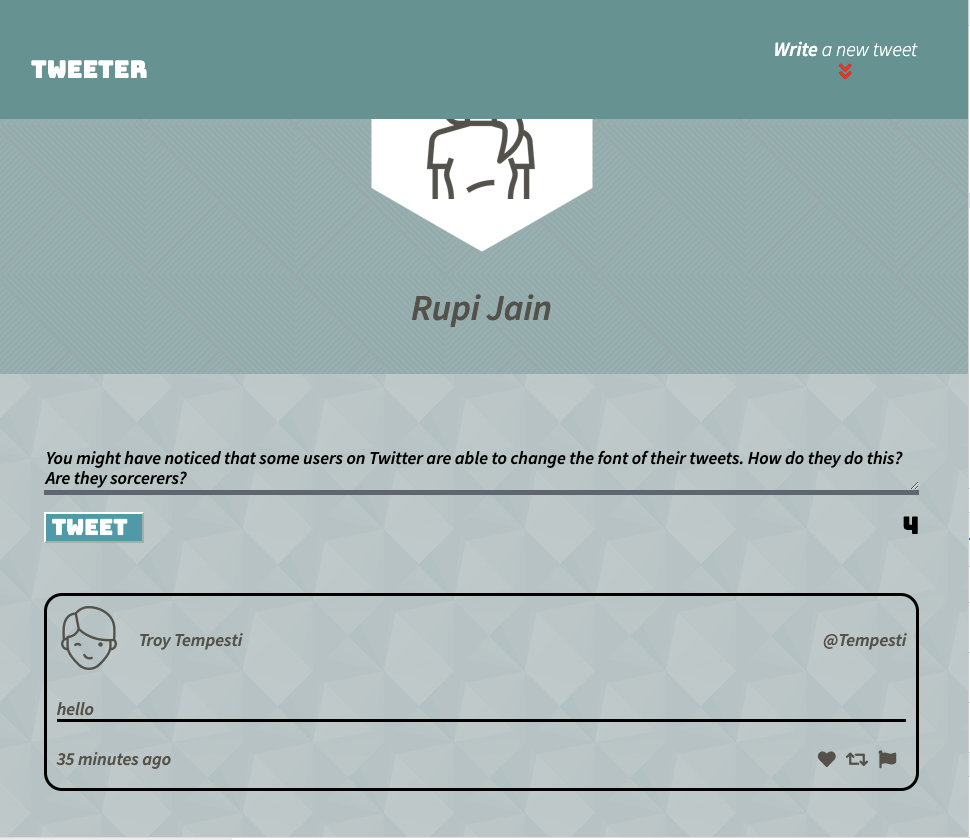 TWEETER
Write a new tweet
Rupi Jain
You might have noticed that some users on Twitter are able to change the font of their tweets. How do they do this?
Are they sorcerers?
TWEET
4
Troy Tempesti
@Tempesti
hello
35 minutes ago